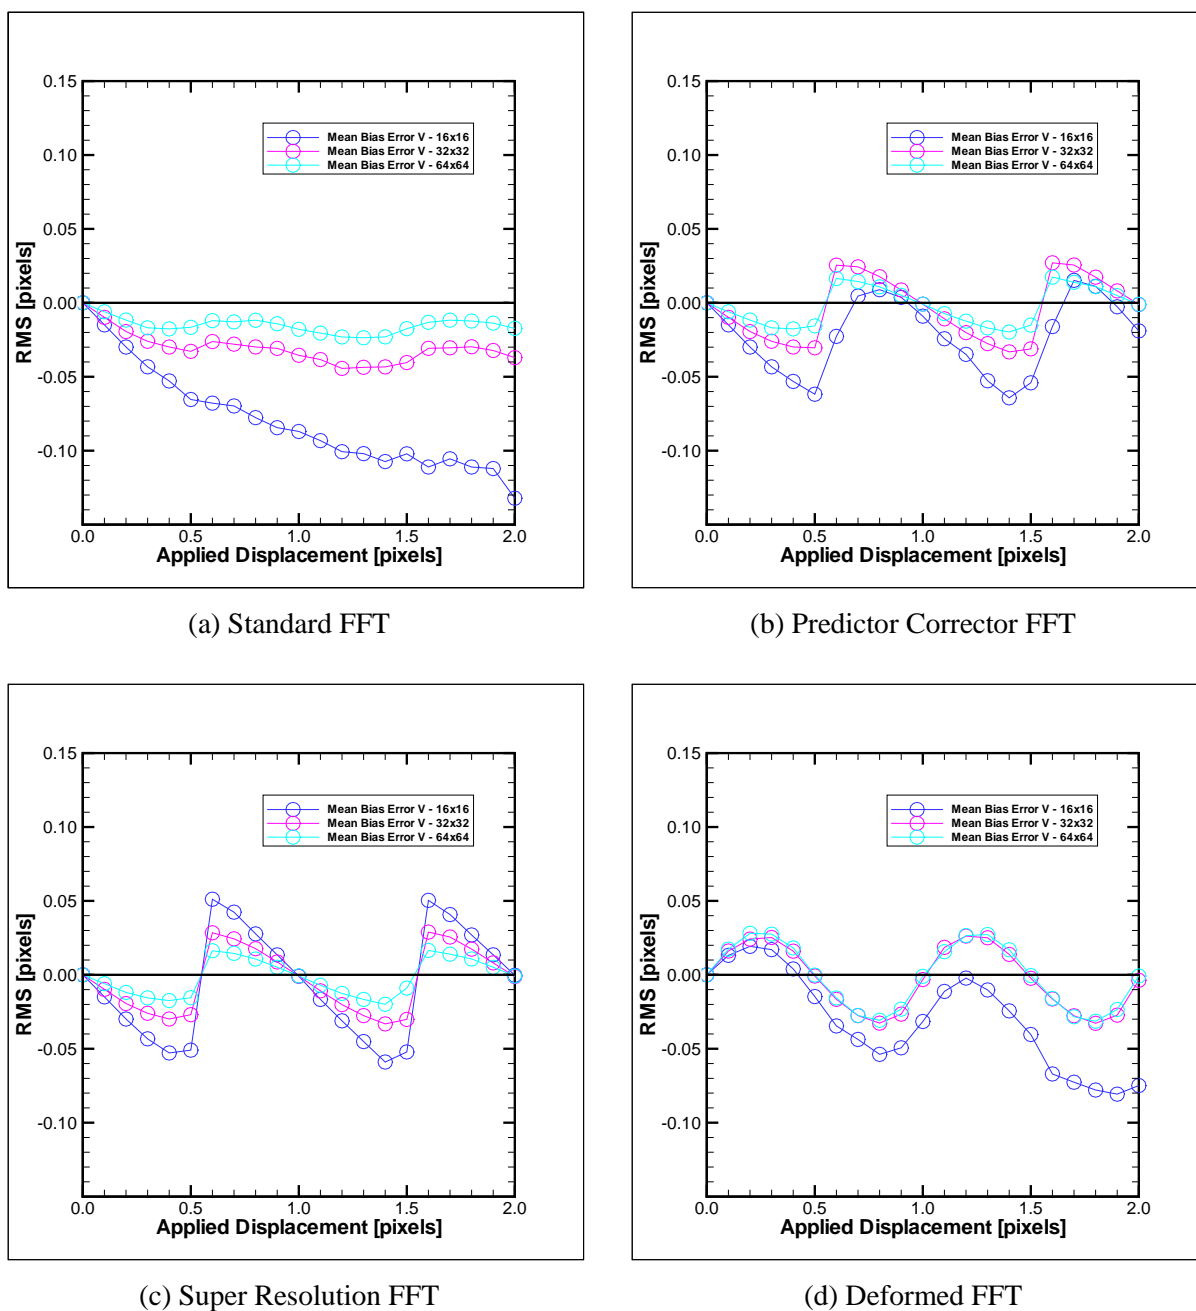 0.15
Mean Bias Error V - 16x16
Mean Bias Error V - 32x32
Mean Bias Error V - 64x64
0.10
0.05
0.00
-0.05
-0.10
RMS [pixels]
0.0 0.5 1.0 1.5 2.0
Applied Displacement [pixels]
(a) Standard FFT
0.15
Mean Bias Error V - 16x16
Mean Bias Error V - 32x32
Mean Bias Error V - 64x64
0.10
0.05
0.00
-0.05
-0.10
RMS [pixels]
0.0 0.5 1.0 1.5 2.0
Applied Displacement [pixels]
(b) Predictor Corrector FFT
0.15
Mean Bias Error V - 16x16
Mean Bias Error V - 32x32
Mean Bias Error V - 64x64
0.10
0.05
0.00
-0.05
-0.10
RMS [pixels]
0.0 0.5 1.0 1.5 2.0
Applied Displacement [pixels]
(c) Super Resolution FFT
0.15
Mean Bias Error V - 16x16
Mean Bias Error V - 32x32
Mean Bias Error V - 64x64
0.10
0.05
0.00
-0.05
-0.10
RMS [pixels]
0.0 0.5 1.0 1.5 2.0
Applied Displacement [pixels]
(d) Deformed FFT